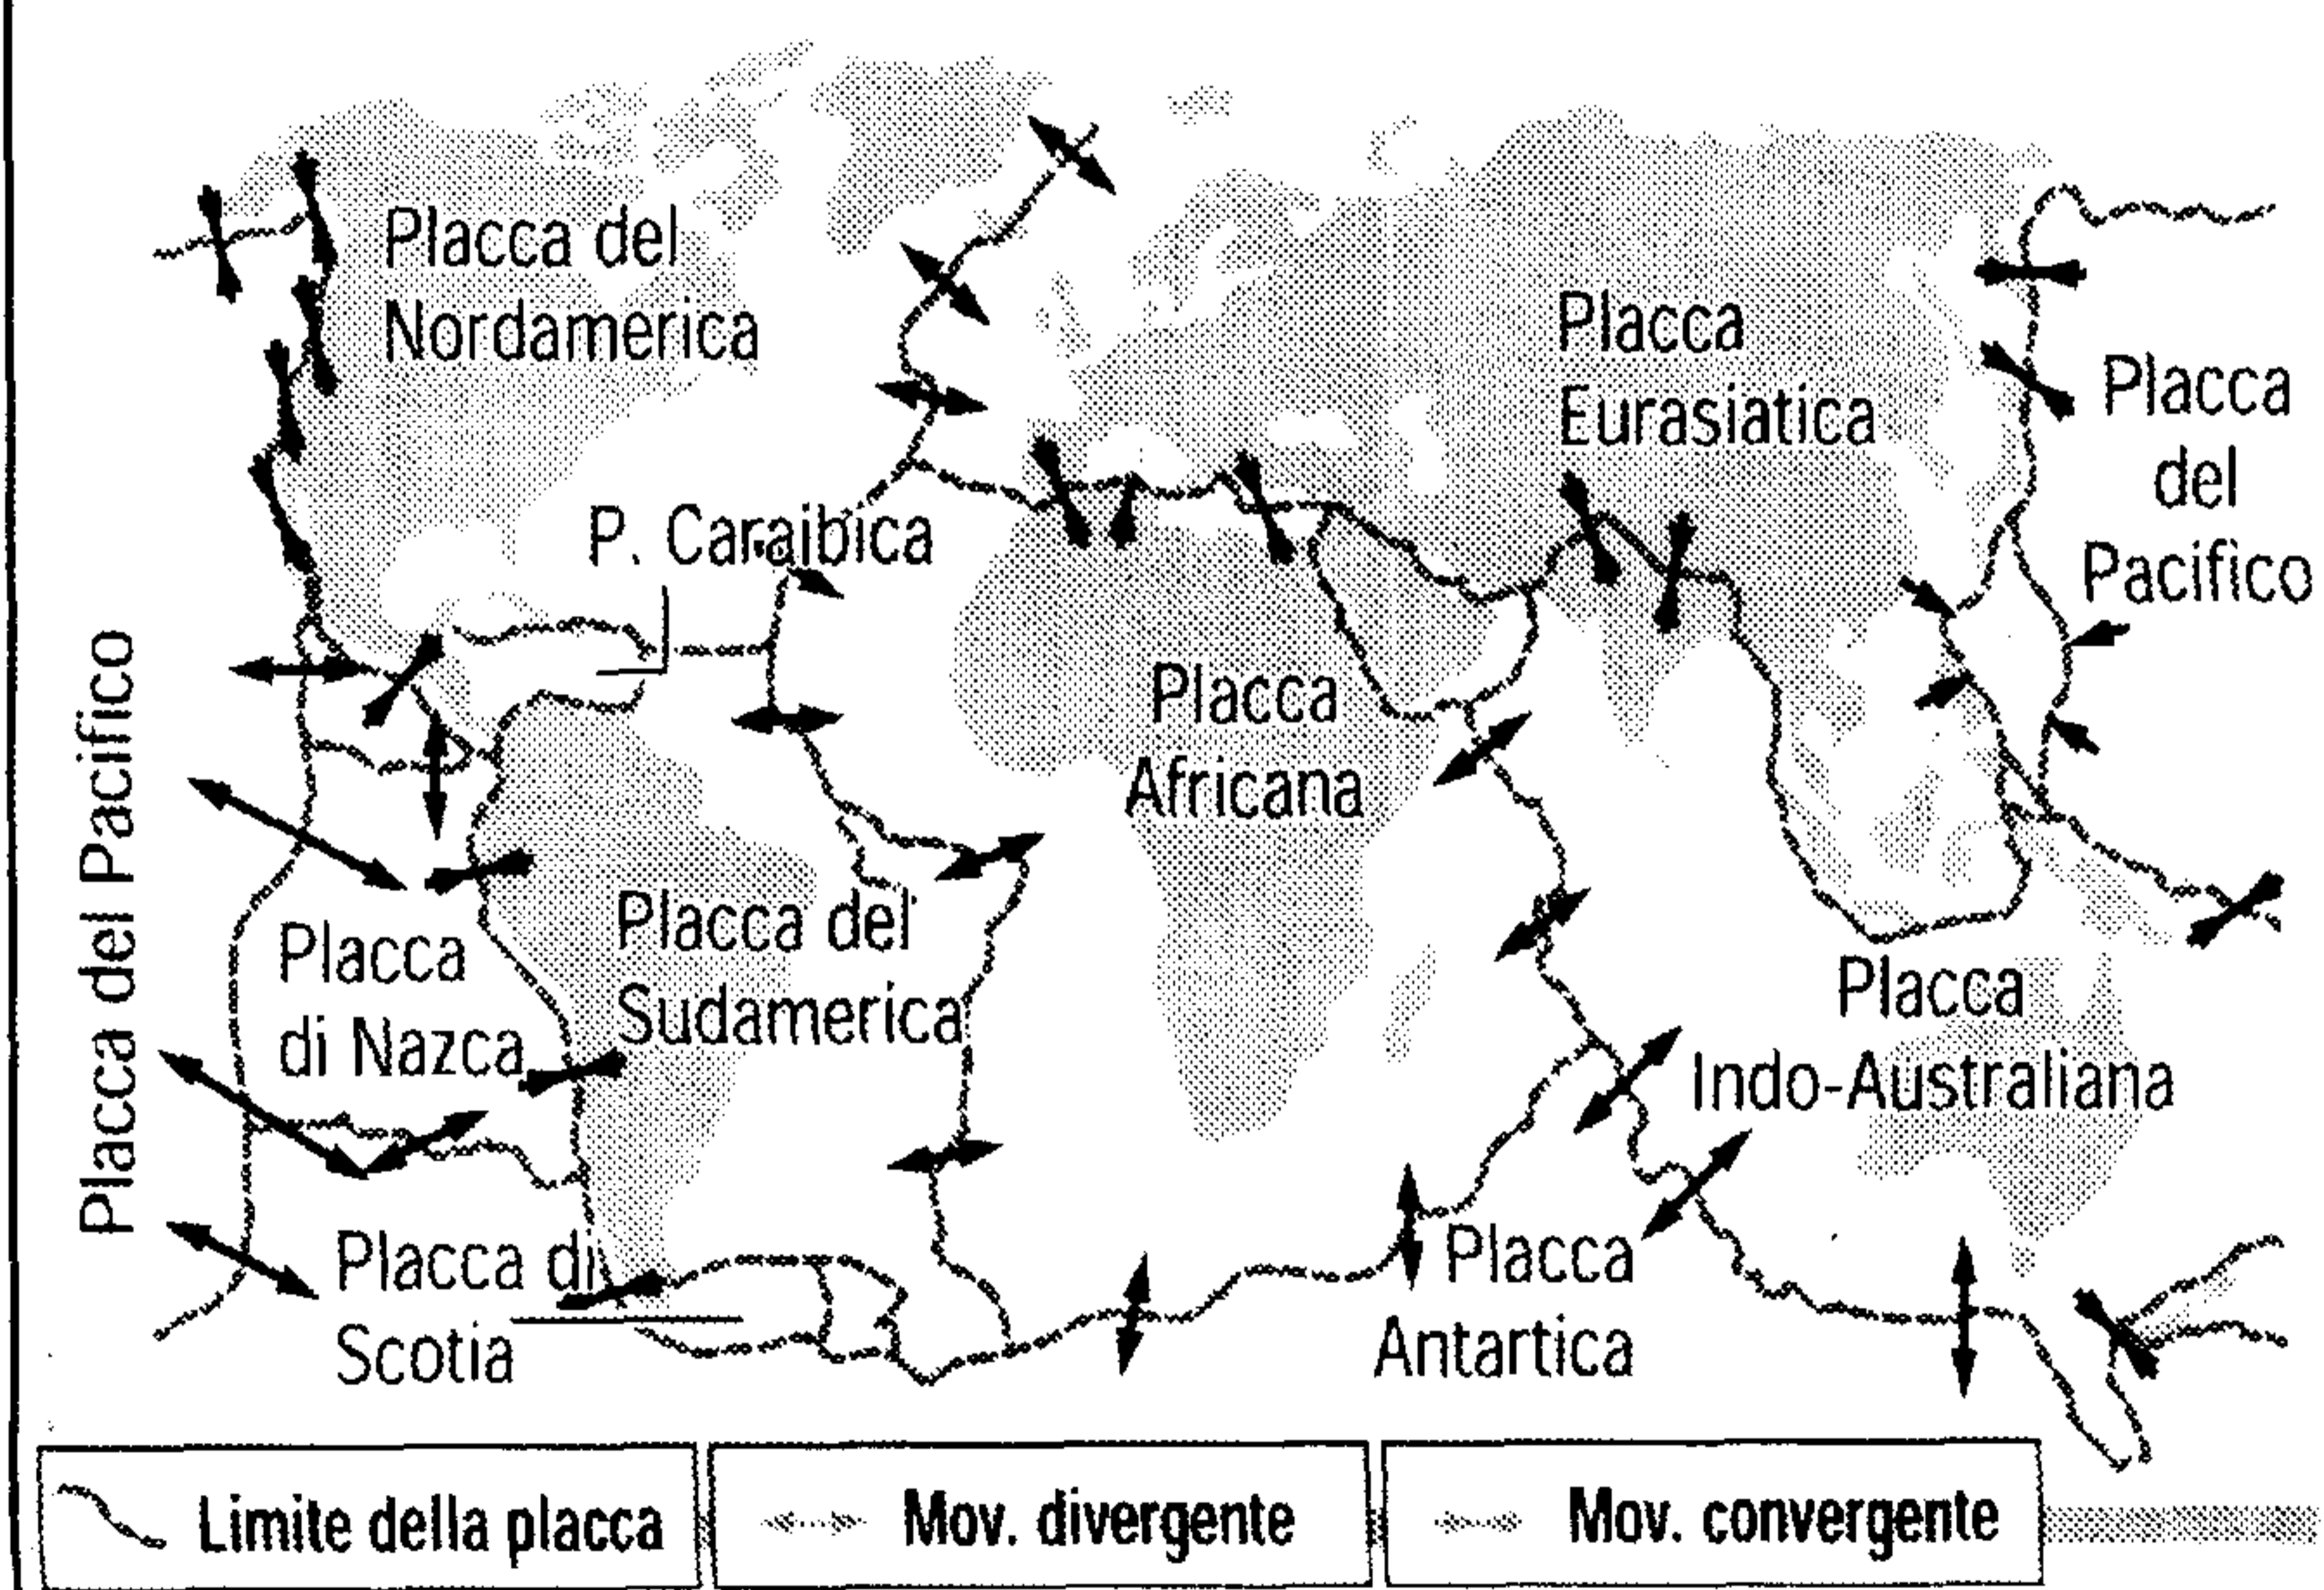 Placca del
Nordamerica
Placca
Eurasiatica
Placca
del
Pacifico
P. Caraibica
Placca del Pacifico
Placca
Africana
Placca
di Nazca
Placca del
Sudamerica
Placca
Indo-Australiana
Placca di
Scotia
Placca
Antartica
Limite della placca
Mov. divergente
Mov. convergente